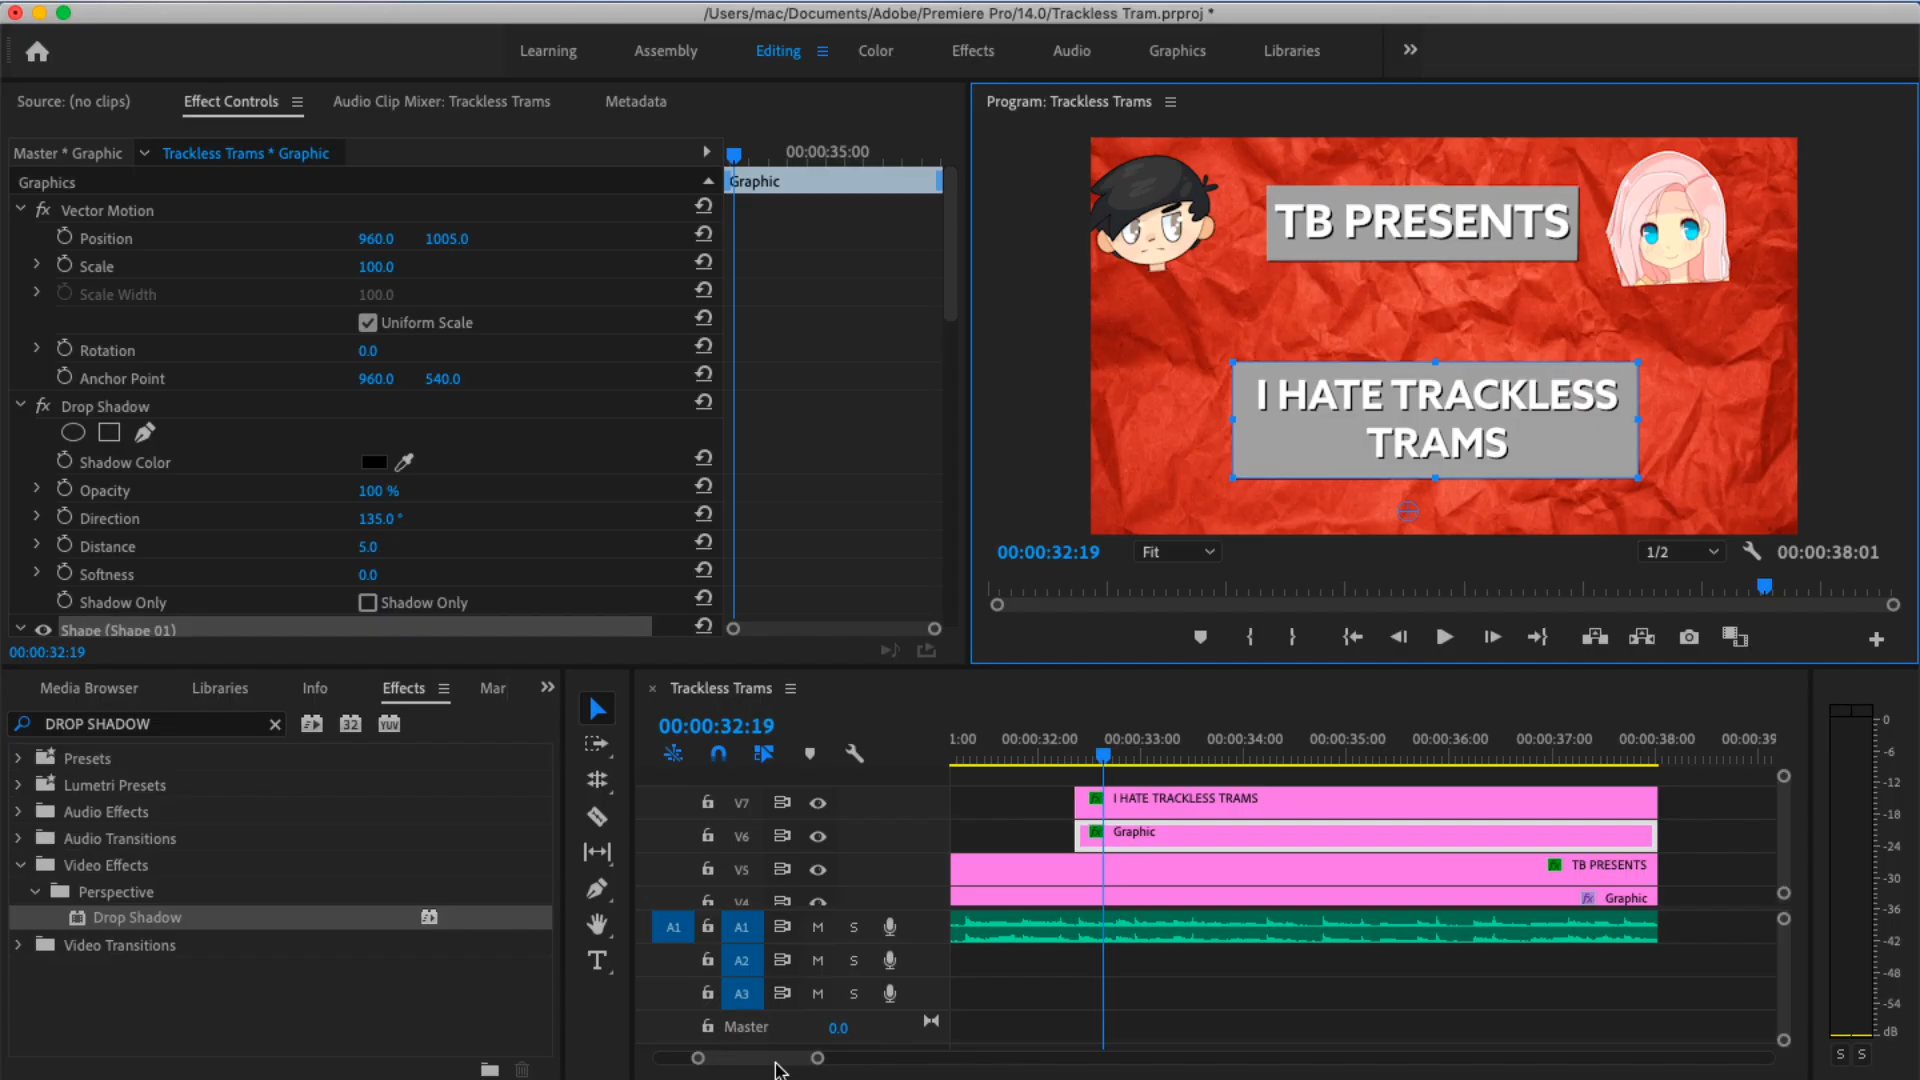 /Users/mac/Documents/Adobe/Premiere Pro/14.0/Trackless Tram.prproj *
Learning
Assembly
Editing
Color
Effects
Audio
Graphics
Libraries
Source: (no clips)
Effect Controls
Audio Clip Mixer: Trackless Trams
Metadata
Master * Graphic
Trackless Trams * Graphic
00:00:35:00
Graphics
Graphic
fx Vector Motion
Position 960.0 1005.0
Scale 100.0
Scale Width 100.0
Uniform Scale
Rotation 0.0
Anchor Point 960.0 540.0
fx Drop Shadow
Shadow Color
Opacity 100 %
Direction 135.0 °
Distance 5.0
Softness 0.0
Shadow Only Shadow Only
Shape (Shape 01)
00:00:32:19
Program: Trackless Trams
TB PRESENTS
I HATE TRACKLESS
TRAMS
00:00:32:19
Fit
1/2
00:00:38:01
Media Browser
Libraries
Info
Effects
Mar
DROP SHADOW
32
YUV
Presets
Lumetri Presets
Audio Effects
Audio Transitions
Video Effects
Perspective
Drop Shadow
Video Transitions
Trackless Trams
00:00:32:19
1:00 00:00:32:00 00:00:33:00 00:00:34:00 00:00:35:00 00:00:36:00 00:00:37:00 00:00:38:00 00:00:39
V7
fx I HATE TRACKLESS TRAMS
V6
fx Graphic
V5
fx TB PRESENTS
V4
fx Graphic
A1 A1 M S
A2 M S
A3 M S
Master 0.0
0
-6
-12
-18
-24
-30
-36
-42
-48
-54
dB
S S